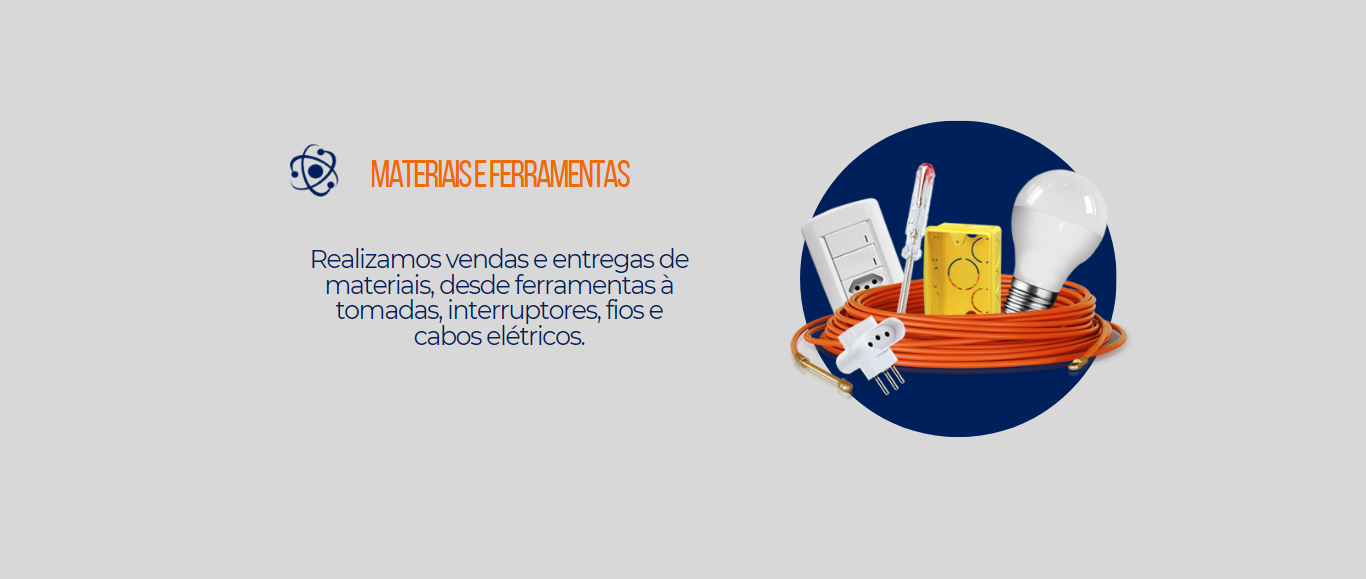 MATERIAIS E FERRAMENTAS
Realizamos vendas e entregas de
materiais, desde ferramentas à
tomadas, interruptores, fios e
cabos elétricos.